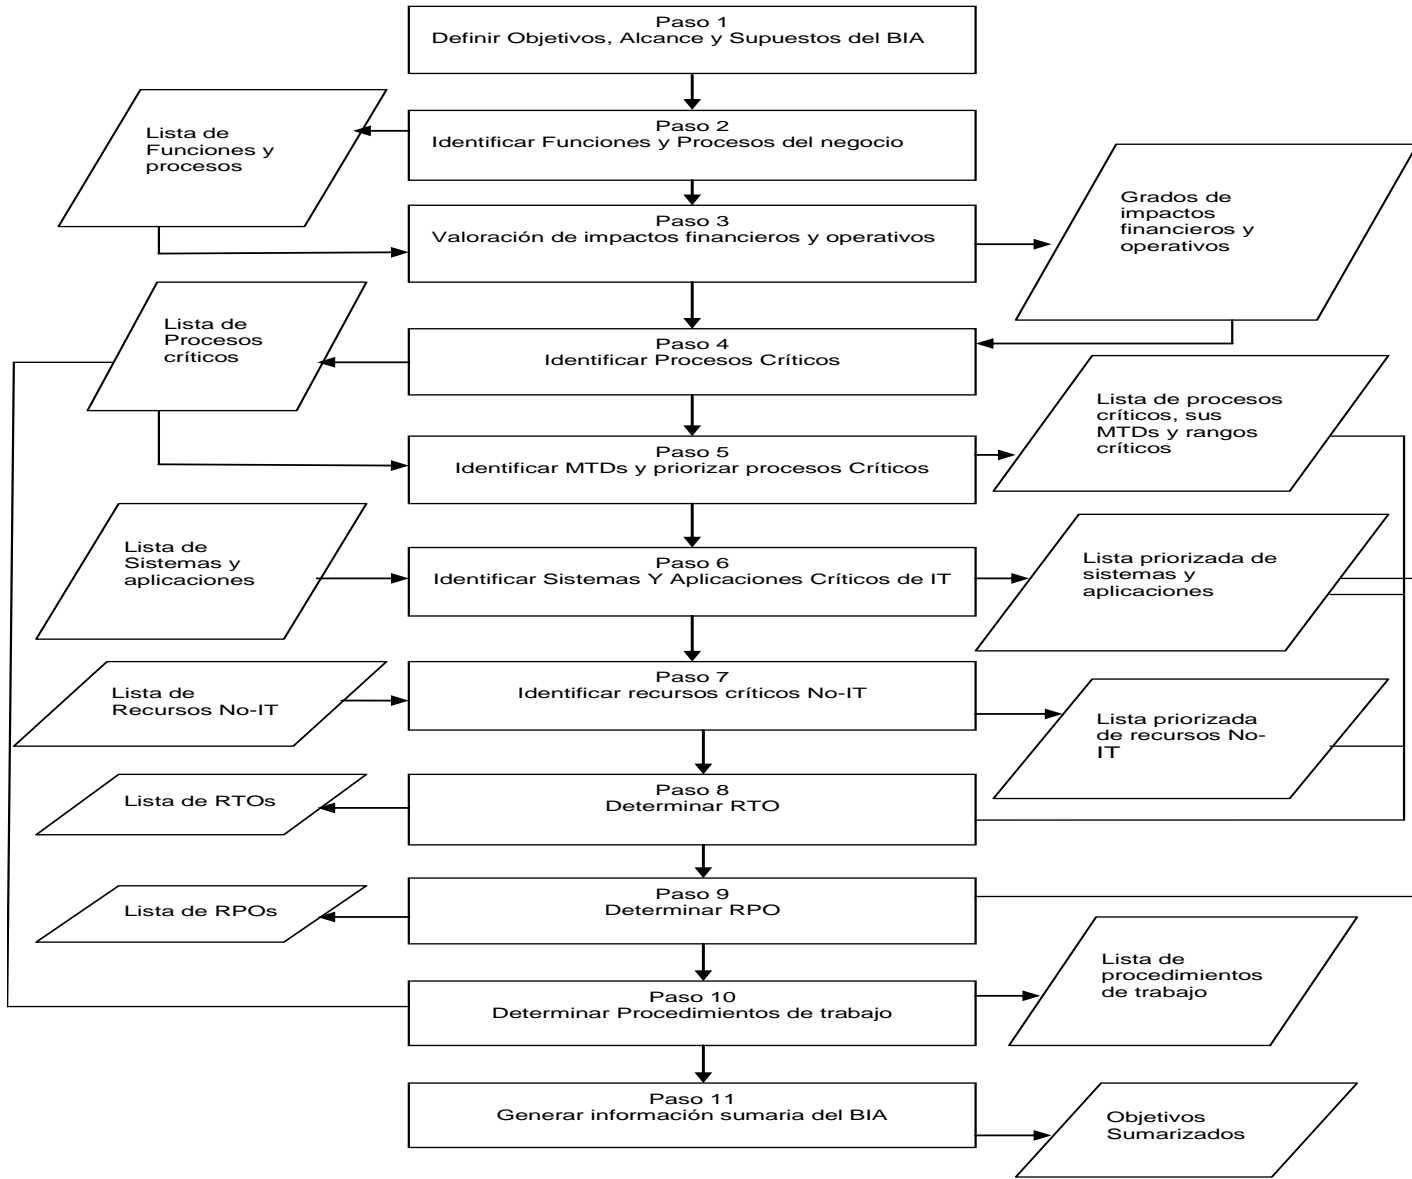 Paso 1
Definir Objetivos, Alcance y Supuestos del BIA
Lista de
Funciones y
procesos
Paso 2
Identificar Funciones y Procesos del negocio
Paso 3
Valoración de impactos financieros y operativos
Grados de
impactos
financieros y
operativos
Lista de
Procesos
críticos
Paso 4
Identificar Procesos Críticos
Lista de procesos
críticos, sus
MTDs y rangos
críticos
Paso 5
Identificar MTDs y priorizar procesos Críticos
Lista de
Sistemas y
aplicaciones
Paso 6
Identificar Sistemas Y Aplicaciones Críticos de IT
Lista priorizada de
sistemas y
aplicaciones
Lista de
Recursos No-IT
Paso 7
Identificar recursos críticos No-IT
Lista priorizada
de recursos No-
IT
Lista de RTOs
Paso 8
Determinar RTO
Lista de RPOs
Paso 9
Determinar RPO
Lista de
procedimientos
de trabajo
Paso 10
Determinar Procedimientos de trabajo
Paso 11
Generar información sumaria del BIA
Objetivos
Sumarizados